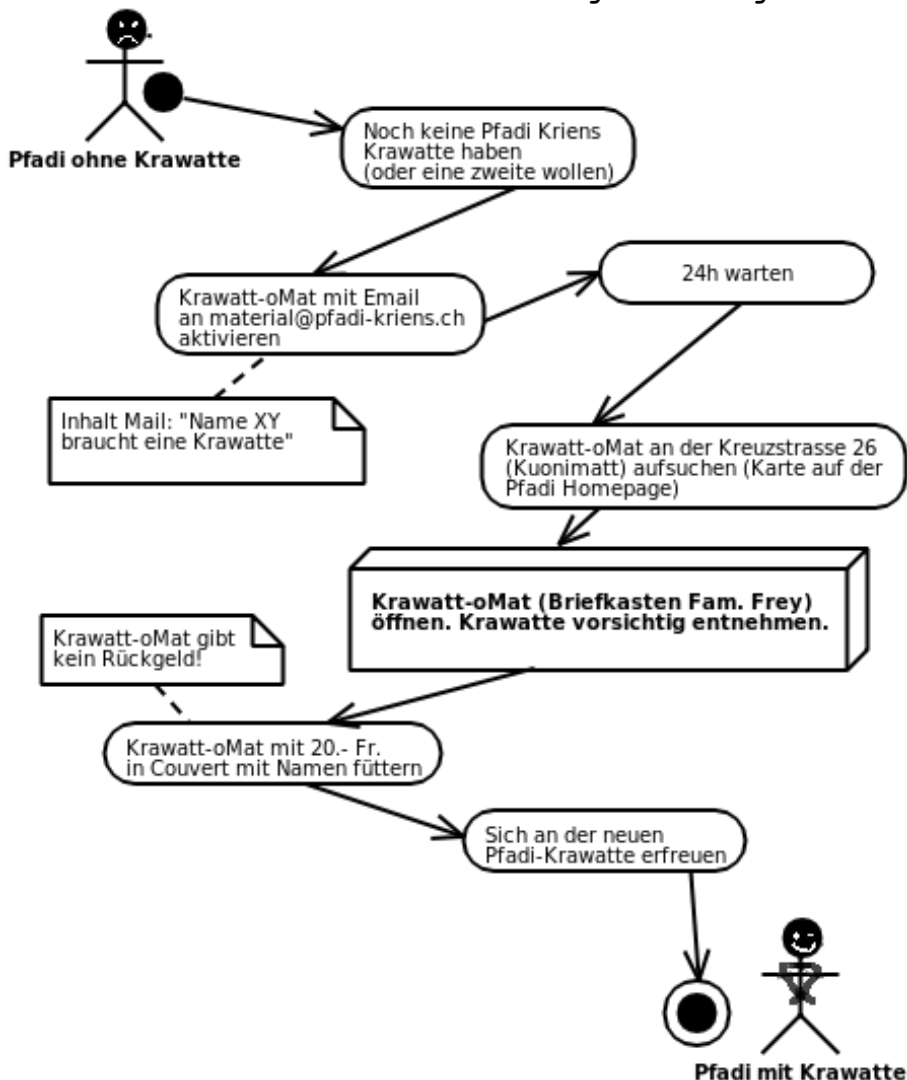 Pfadi ohne Krawatte
Noch keine Pfadi Kriens
Krawatte haben
(oder eine zweite wollen)
Krawatt-oMat mit Email
an material@pfadi-kriens.ch
aktivieren
24h warten
Inhalt Mail: "Name XY
braucht eine Krawatte"
Krawatt-oMat an der Kreuzstrasse 26
(Kuonimatt) aufsuchen (Karte auf der
Pfadi Homepage)
Krawatt-oMat (Briefkasten Fam. Frey)
öffnen. Krawatte vorsichtig entnehmen.
Krawatt-oMat gibt
kein Rückgeld!
Krawatt-oMat mit 20.- Fr.
in Couvert mit Namen füttern
Sich an der neuen
Pfadi-Krawatte erfreuen
Pfadi mit Krawatte